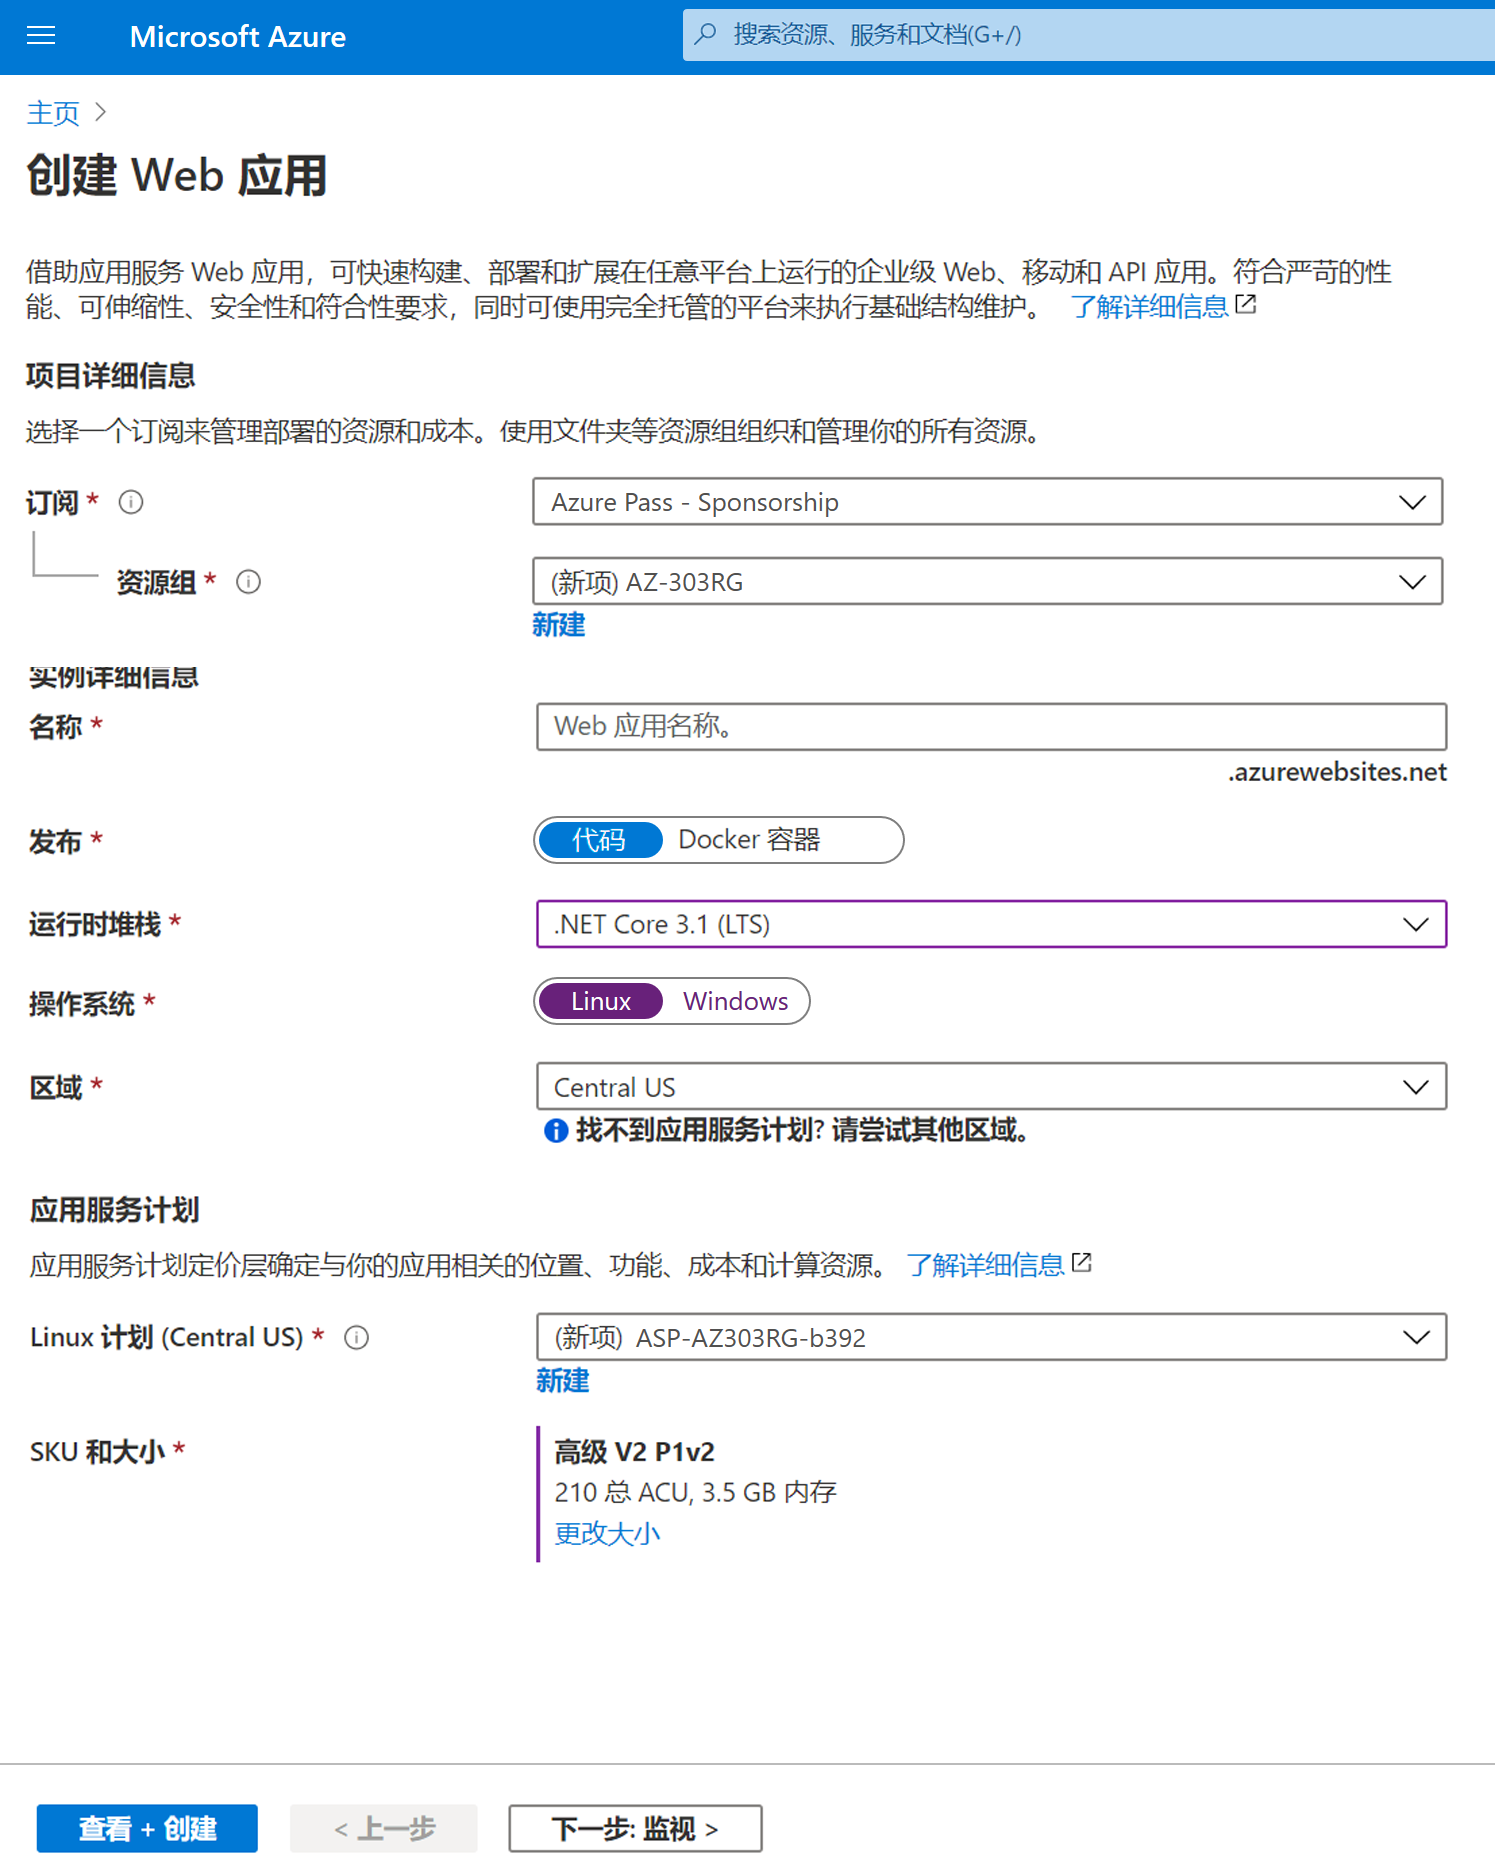 Microsoft Azure
搜索资源、服务和文档(G+/)
主页
创建 Web 应用
借助应用服务 Web 应用，可快速构建、部署和扩展在任意平台上运行的企业级 Web、移动和 API 应用。符合严苛的性
能、可伸缩性、安全性和符合性要求，同时可使用完全托管的平台来执行基础结构维护。 了解详细信息
项目详细信息
选择一个订阅来管理部署的资源和成本。使用文件夹等资源组组织和管理你的所有资源。
订阅 * Azure Pass - Sponsorship
资源组 * (新项) AZ-303RG
新建
实例详细信息
名称 * Web 应用名称。
.azurewebsites.net
发布 * 代码 Docker 容器
运行时堆栈 * .NET Core 3.1 (LTS)
操作系统 * Linux Windows
区域 * Central US
找不到应用服务计划? 请尝试其他区域。
应用服务计划
应用服务计划定价层确定与你的应用相关的位置、功能、成本和计算资源。 了解详细信息
Linux 计划 (Central US) * (新项) ASP-AZ303RG-b392
新建
SKU 和大小 * 高级 V2 P1v2
210 总 ACU, 3.5 GB 内存
更改大小
查看 + 创建 < 上一步 下一步: 监视 >